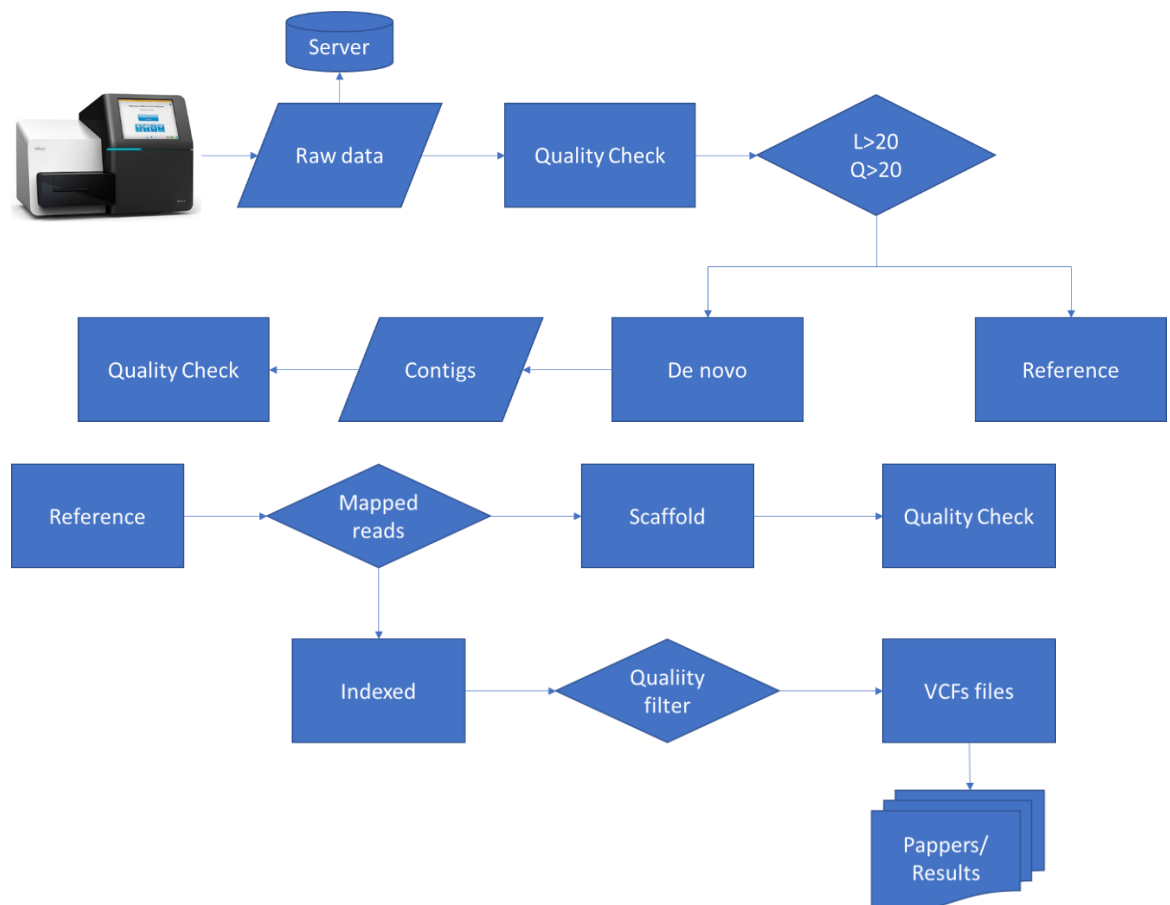 Server
Raw data
Quality Check
L>20
Q>20
Quality Check
Contigs
De novo
Reference
Reference
Mapped
reads
Scaffold
Quality Check
Indexed
Qualiity
filter
VCFs files
Pappers/
Results